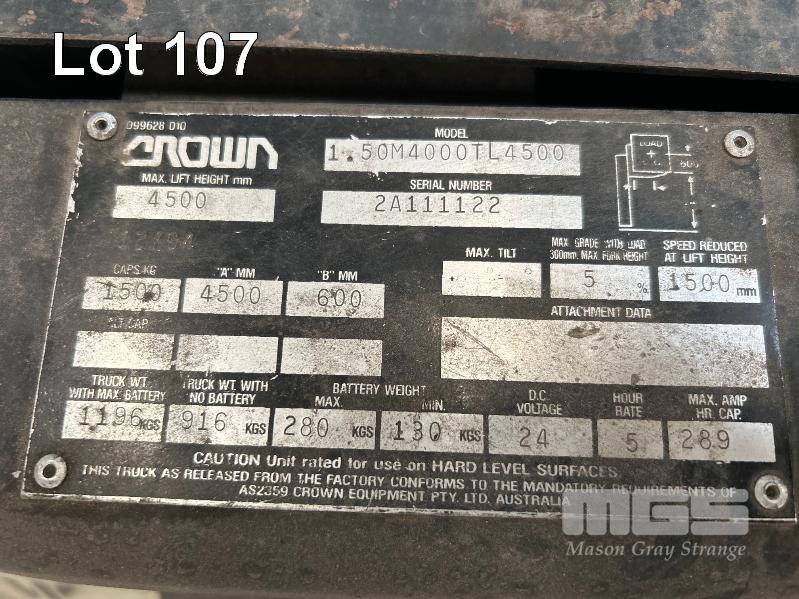 Lot 107
D99628 D10
CROWN
MODEL
1.50M4000TL4500
LOAD
600
MAX. LIFT HEIGHT mm
4500
SERIAL NUMBER
2A111122
MAX. TILT
MAX GRADE WITH LOAD
300mm. MAX. FORK HEIGHT
5 %
SPEED REDUCED
AT LIFT HEIGHT
1500 mm
CAPS KG
1500
"A" MM
4500
"B" MM
600
ATTACHMENT DATA
ALT CAP
TRUCK WT.
WITH MAX. BATTERY
1196 KGS
TRUCK WT WITH
NO BATTERY
916 KGS
BATTERY WEIGHT
MAX.
280 KGS
MIN.
130 KGS
D.C
VOLTAGE
24
HOUR
RATE
5
MAX. AMP
HR. CAP.
289
CAUTION Unit rated for use on HARD LEVEL SURFACES
THIS TRUCK AS RELEASED FROM THE FACTORY CONFORMS TO THE MANDATORY REQUIREMENTS OF
AS2359 CROWN EQUIPMENT PTY. LTD. AUSTRALIA
MGS
Mason Gray Strange